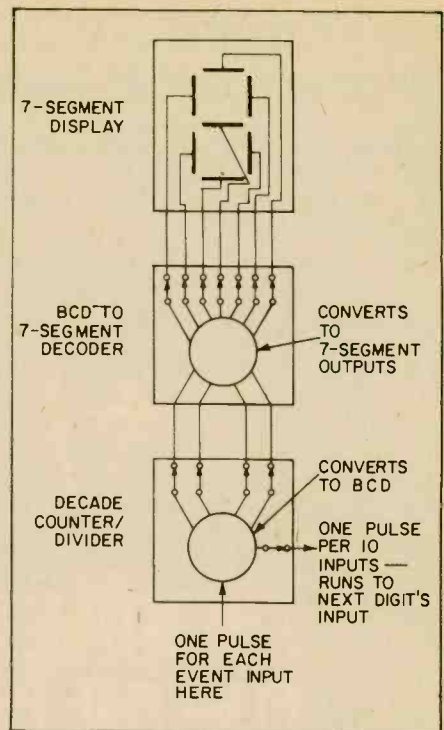 7-SEGMENT
DISPLAY
BCD TO
7-SEGMENT
DECODER
CONVERTS
TO
7-SEGMENT
OUTPUTS
DECADE
COUNTER/
DIVIDER
CONVERTS
TO BCD
ONE PULSE
PER 10
INPUTS —
RUNS TO
NEXT DIGIT'S
INPUT
ONE PULSE
FOR EACH
EVENT INPUT
HERE